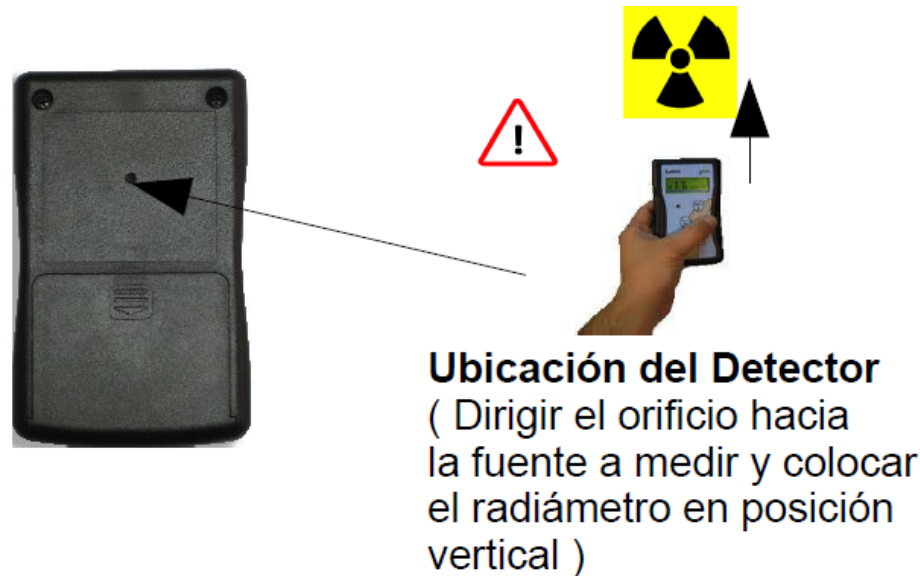 Ubicación del Detector
( Dirigir el orificio hacia
la fuente a medir y colocar
el radiámetro en posición
vertical )